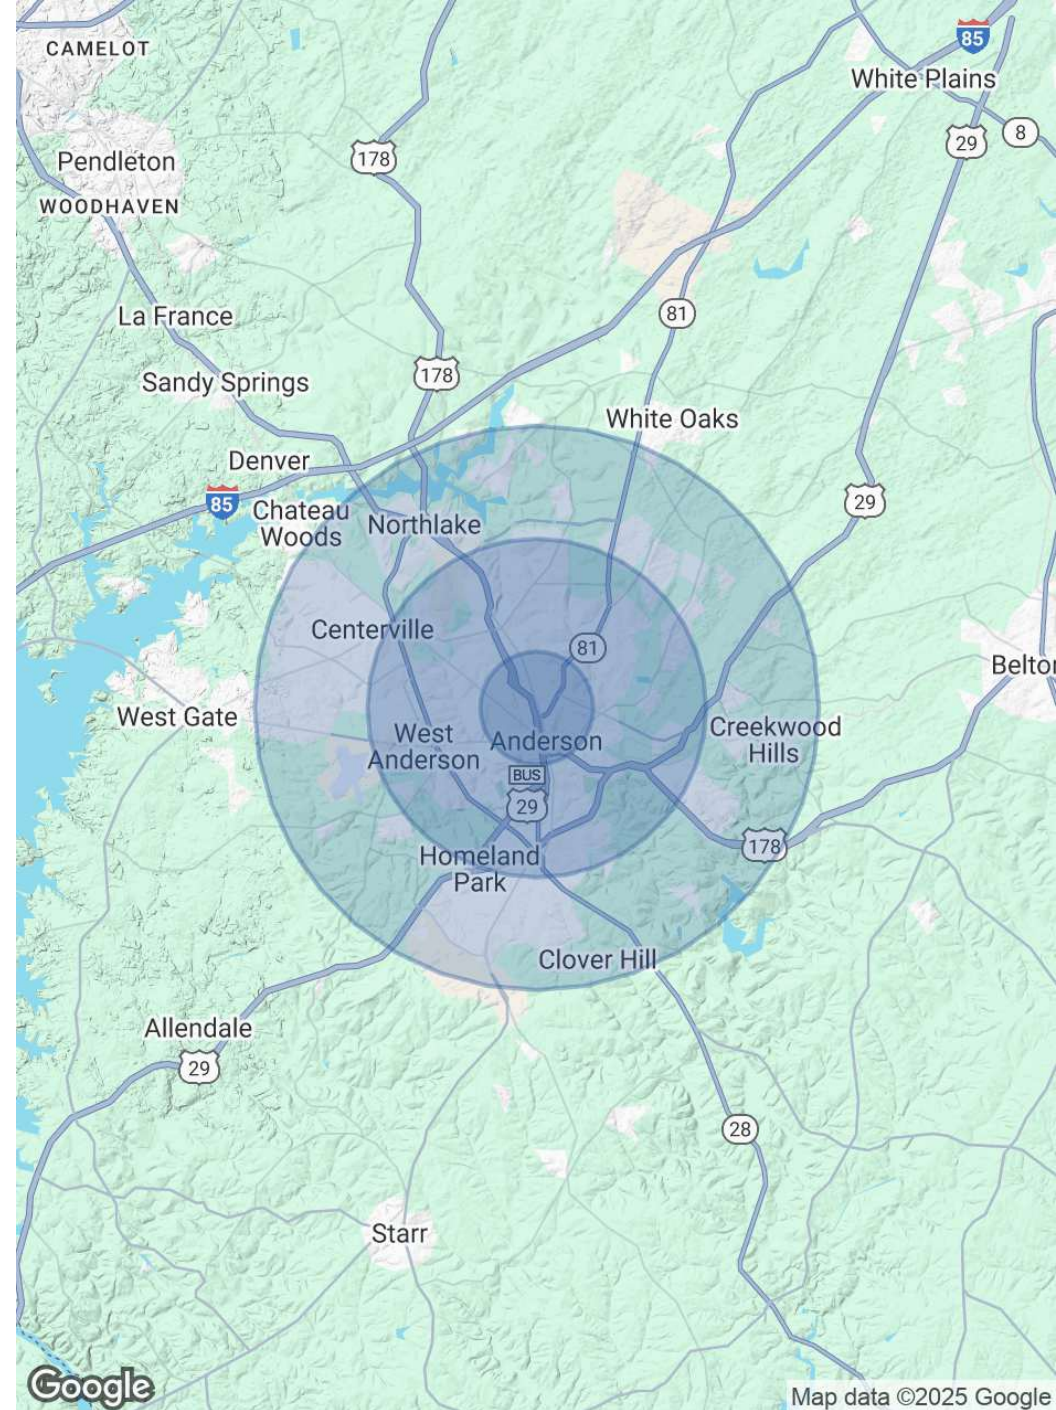 CAMELOT
85
White Plains
8
29
178
Pendleton
WOODHAVEN
La France
81
178
Sandy Springs
White Oaks
Denver
85
29
Chateau
Woods
Northlake
Centerville
81
Belton
West Gate
West
Anderson
Anderson
Creekwood
Hills
BUS
29
178
Homeland
Park
Clover Hill
Allendale
29
28
Starr
Google
Map data ©2025 Google